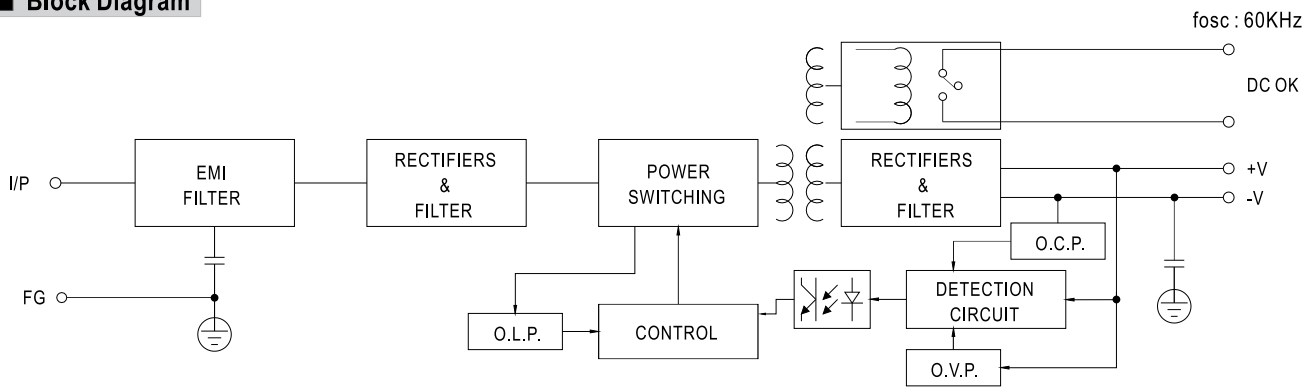 Block Diagram
fosc : 60KHz
DC OK
I/P
EMI
FILTER
RECTIFIERS
&
FILTER
POWER
SWITCHING
RECTIFIERS
&
FILTER
+V
-V
O.C.P.
FG
O.L.P.
CONTROL
DETECTION
CIRCUIT
O.V.P.